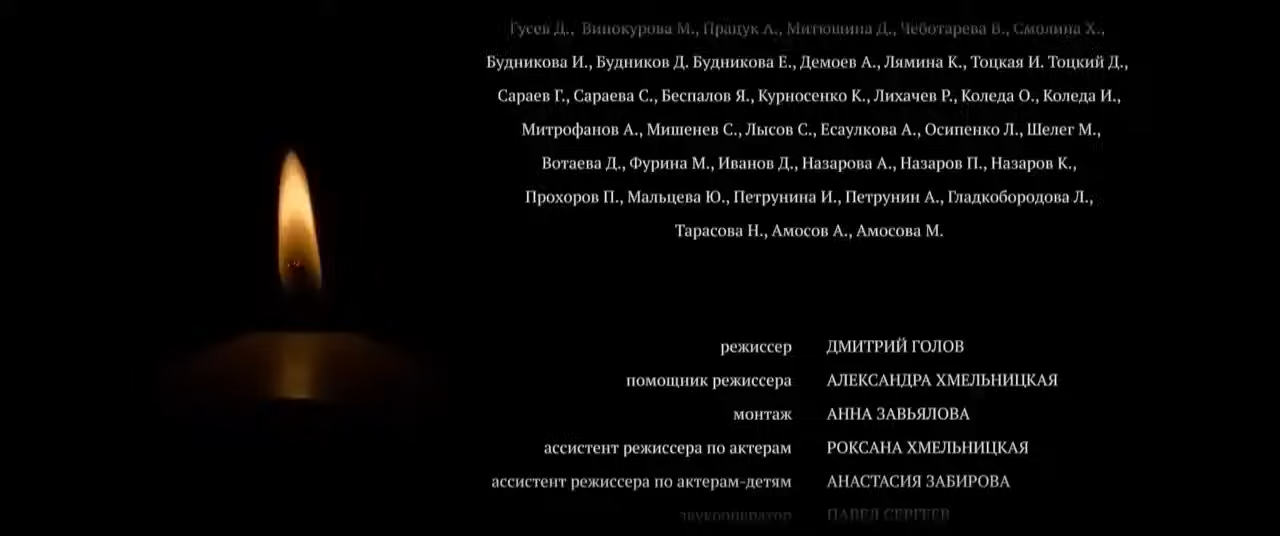 Гусев Д., Винокурова М., Працук А., Митюшина Д., Чеботарева В., Смолина Х.,
Будникова И., Будников Д. Будникова Е., Демоев А., Лямина К., Тоцкая И. Тоцкий Д.,
Сараев Г., Сараева С., Беспалов Я., Курносенко К., Лихачев Р., Коледа О., Коледа И.,
Митрофанов А., Мишенев С., Лысов С., Есаулкова А., Осипенко Л., Шелег М.,
Вотаева Д., Фурина М., Иванов Д., Назарова А., Назаров П., Назаров К.,
Прохоров П., Мальцева Ю., Петрунина И., Петрунин А., Гладкобородова Л.,
Тарасова Н., Амосов А., Амосова М.
режиссер ДМИТРИЙ ГОЛОВ
помощник режиссера АЛЕКСАНДРА ХМЕЛЬНИЦКАЯ
монтаж АННА ЗАВЬЯЛОВА
ассистент режиссера по актерам РОКСАНА ХМЕЛЬНИЦКАЯ
ассистент режиссера по актерам-детям АНАСТАСИЯ ЗАБИРОВА
звукооператор ПАВЕЛ СЕРГЕЕВ